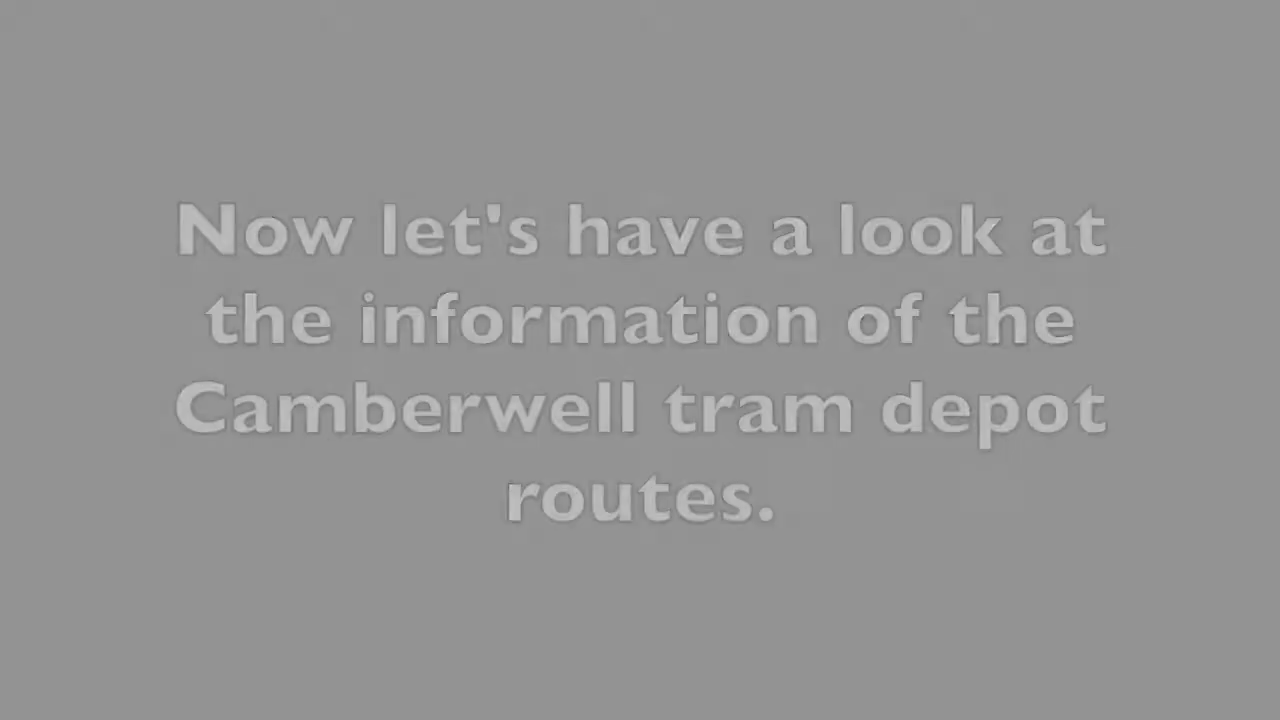 Now let's have a look at
the information of the
Camberwell tram depot
routes.